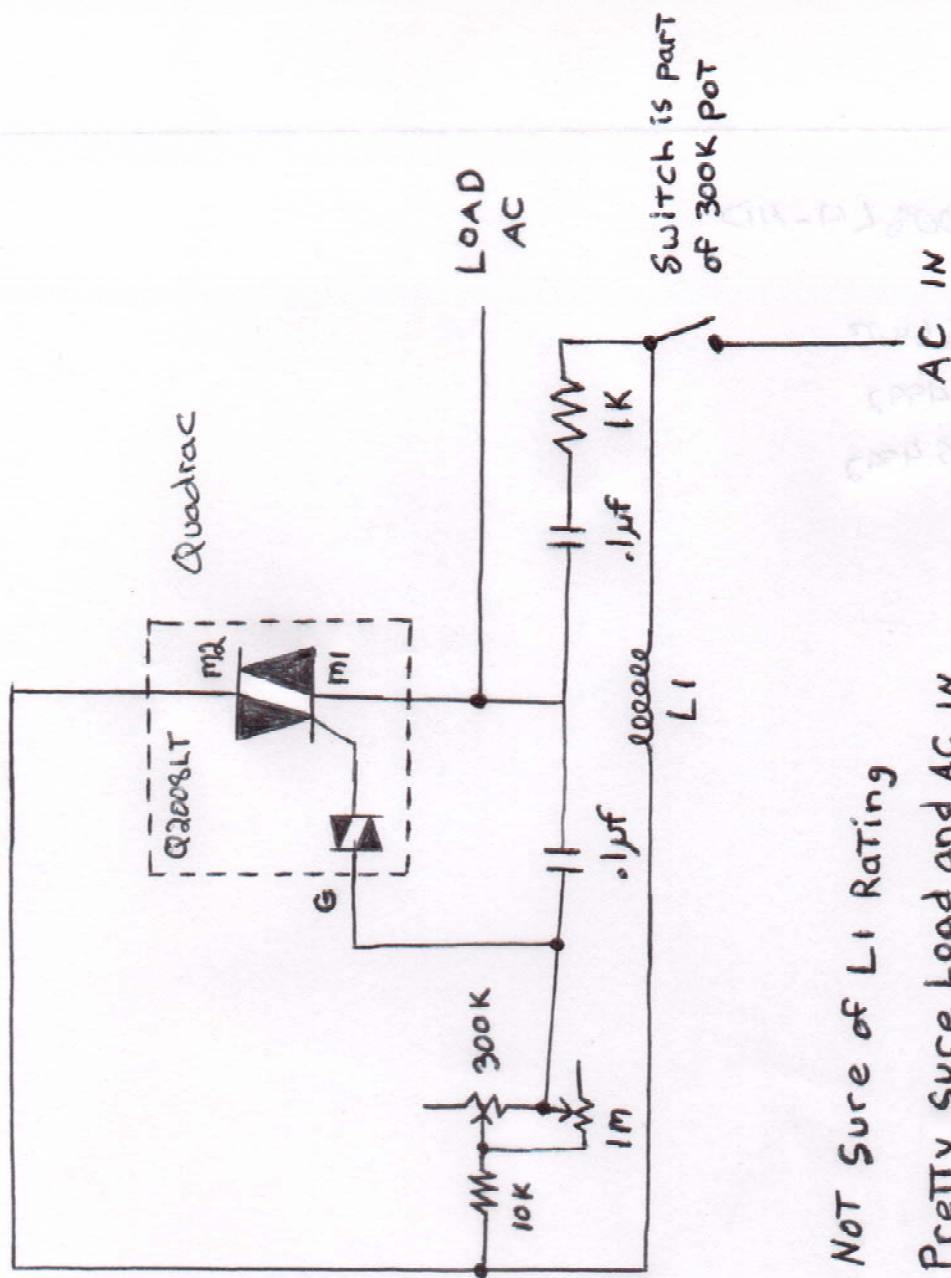 Q2008LT
Quadrac
M2
G
M1
LOAD
AC
300K
10K
1M
.1µf
.1µf
1K
Switch is part
of 300K POT
L1
AC IN
NOT Sure of L1 Rating
Pretty Sure Load and AC IN